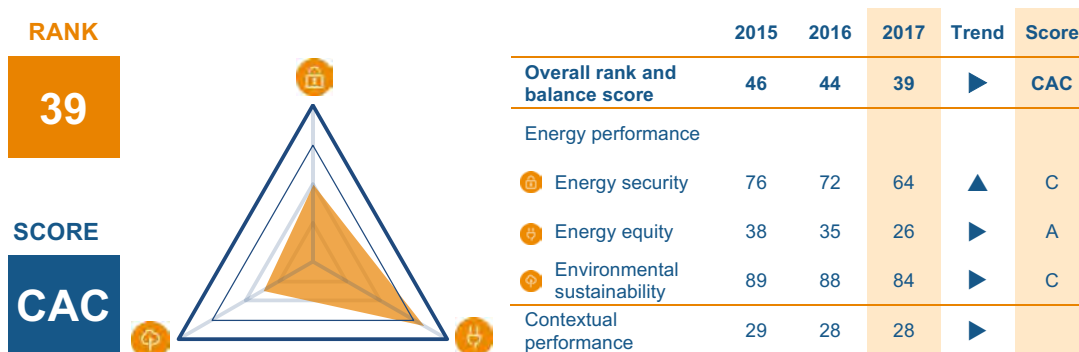 RANK
39
SCORE
CAC
2015 2016 2017 Trend Score
Overall rank and
balance score 46 44 39 CAC
Energy performance
Energy security 76 72 64 C
Energy equity 38 35 26 A
Environmental
sustainability 89 88 84 C
Contextual
performance 29 28 28